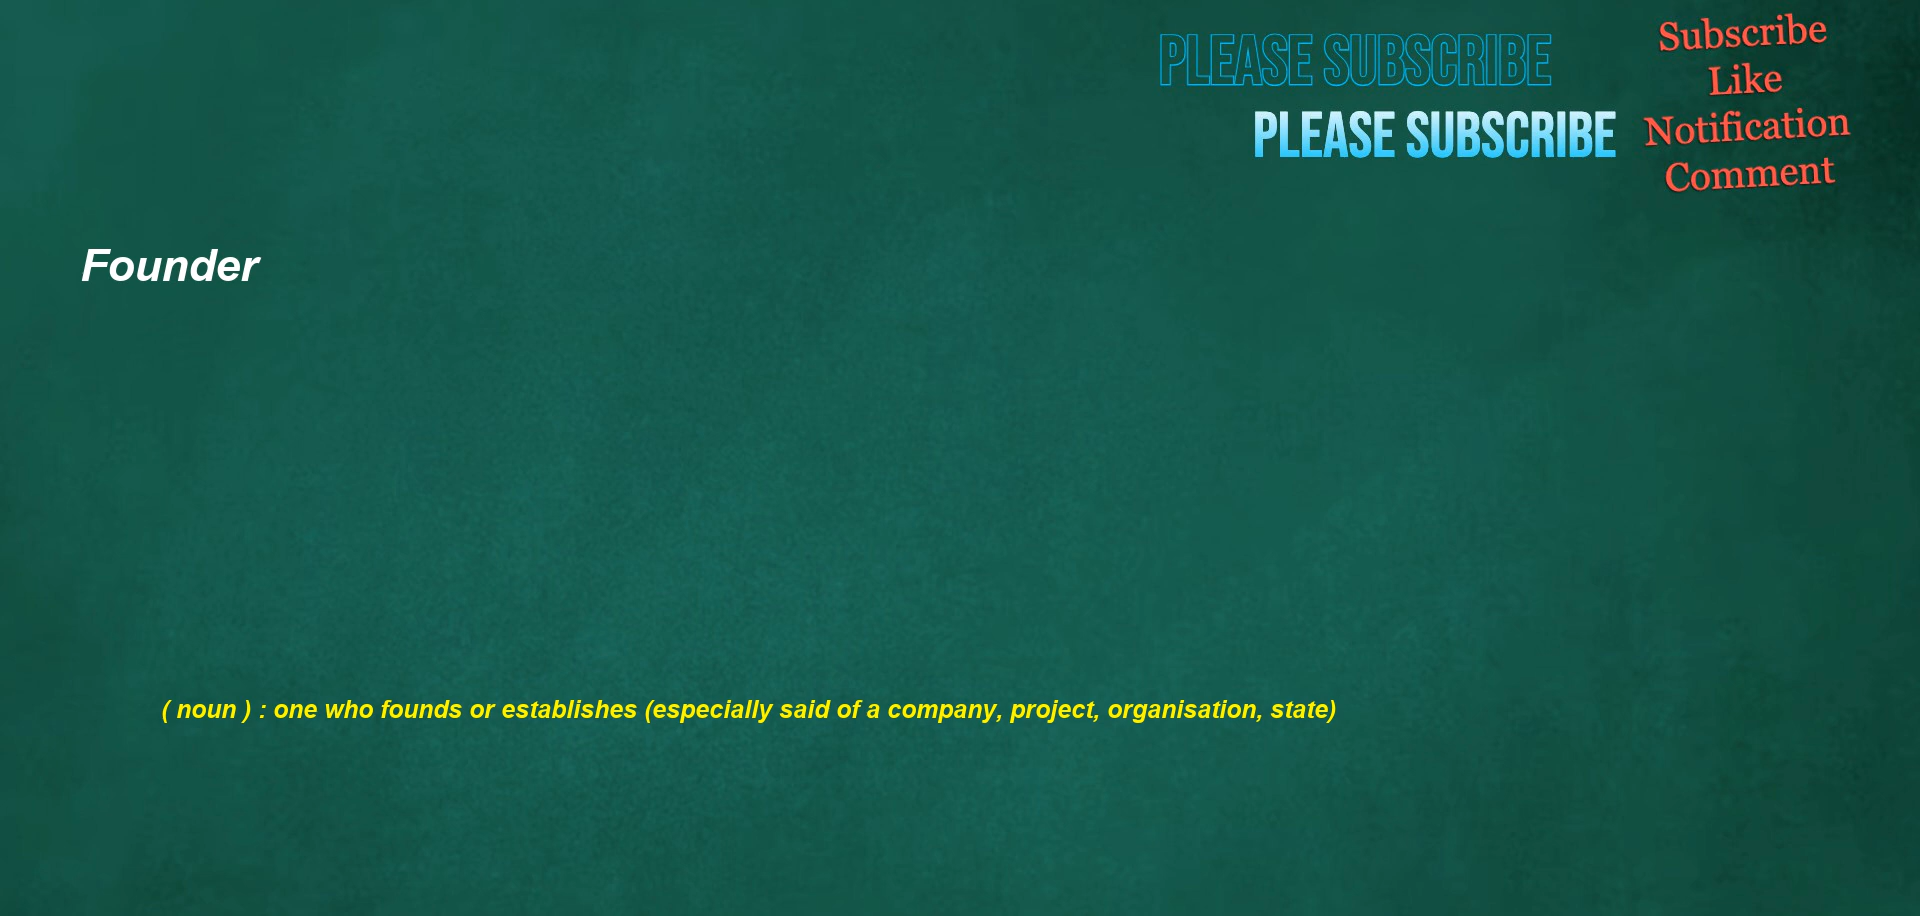 PLEASE SUBSCRIBE
PLEASE SUBSCRIBE
Subscribe
Like
Notification
Comment
Founder
( noun ) : one who founds or establishes (especially said of a company, project, organisation, state)